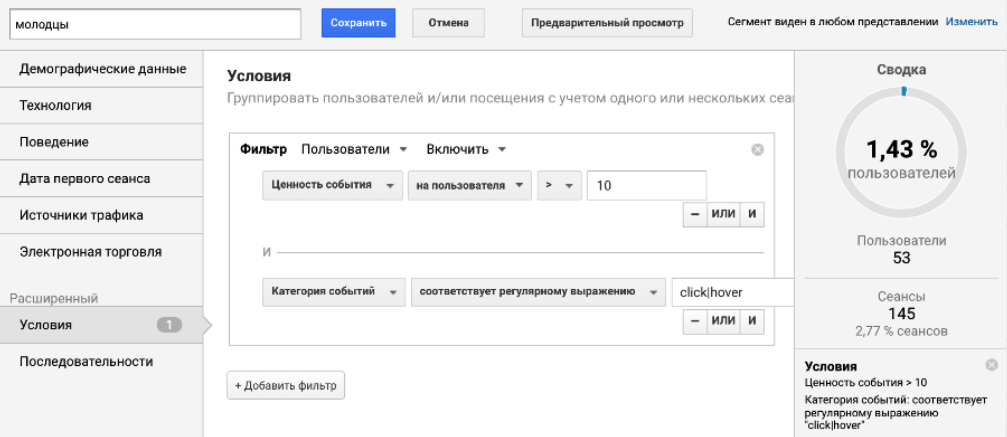 молодцы
Сохранить
Отмена
Предварительный просмотр
Сегмент виден в любом представлении Изменить
Демографические данные
Технология
Поведение
Дата первого сеанса
Источники трафика
Электронная торговля
Расширенный
Условия 1
Последовательности
Условия
Группировать пользователей и/или посещения с учетом одного или нескольких сеа
Фильтр Пользователи Включить
Ценность события на пользователя > 10
– ИЛИ И
И
Категория событий соответствует регулярному выражению click|hover
– ИЛИ И
+ Добавить фильтр
Сводка
1,43 %
пользователей
Пользователи
53
Сеансы
145
2,77 % сеансов
Условия
Ценность события > 10
Категория событий: соответствует
регулярному выражению
"click|hover"